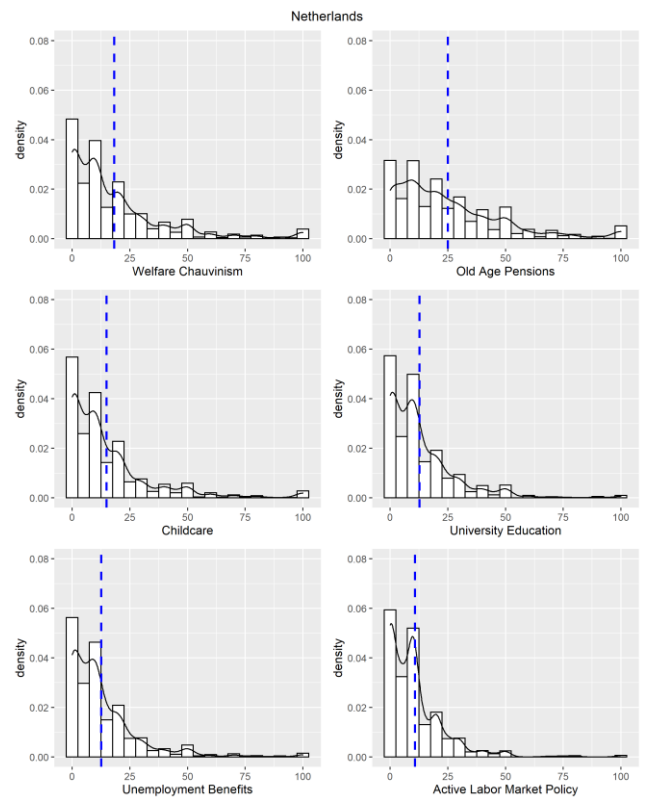 Netherlands
0.08
0.06
0.04
0.02
0.00
density
0 25 50 75 100
Welfare Chauvinism
0.08
0.06
0.04
0.02
0.00
density
0 25 50 75 100
Old Age Pensions
0.08
0.06
0.04
0.02
0.00
density
0 25 50 75 100
Childcare
0.08
0.06
0.04
0.02
0.00
density
0 25 50 75 100
University Education
0.08
0.06
0.04
0.02
0.00
density
0 25 50 75 100
Unemployment Benefits
0.08
0.06
0.04
0.02
0.00
density
0 25 50 75 100
Active Labor Market Policy